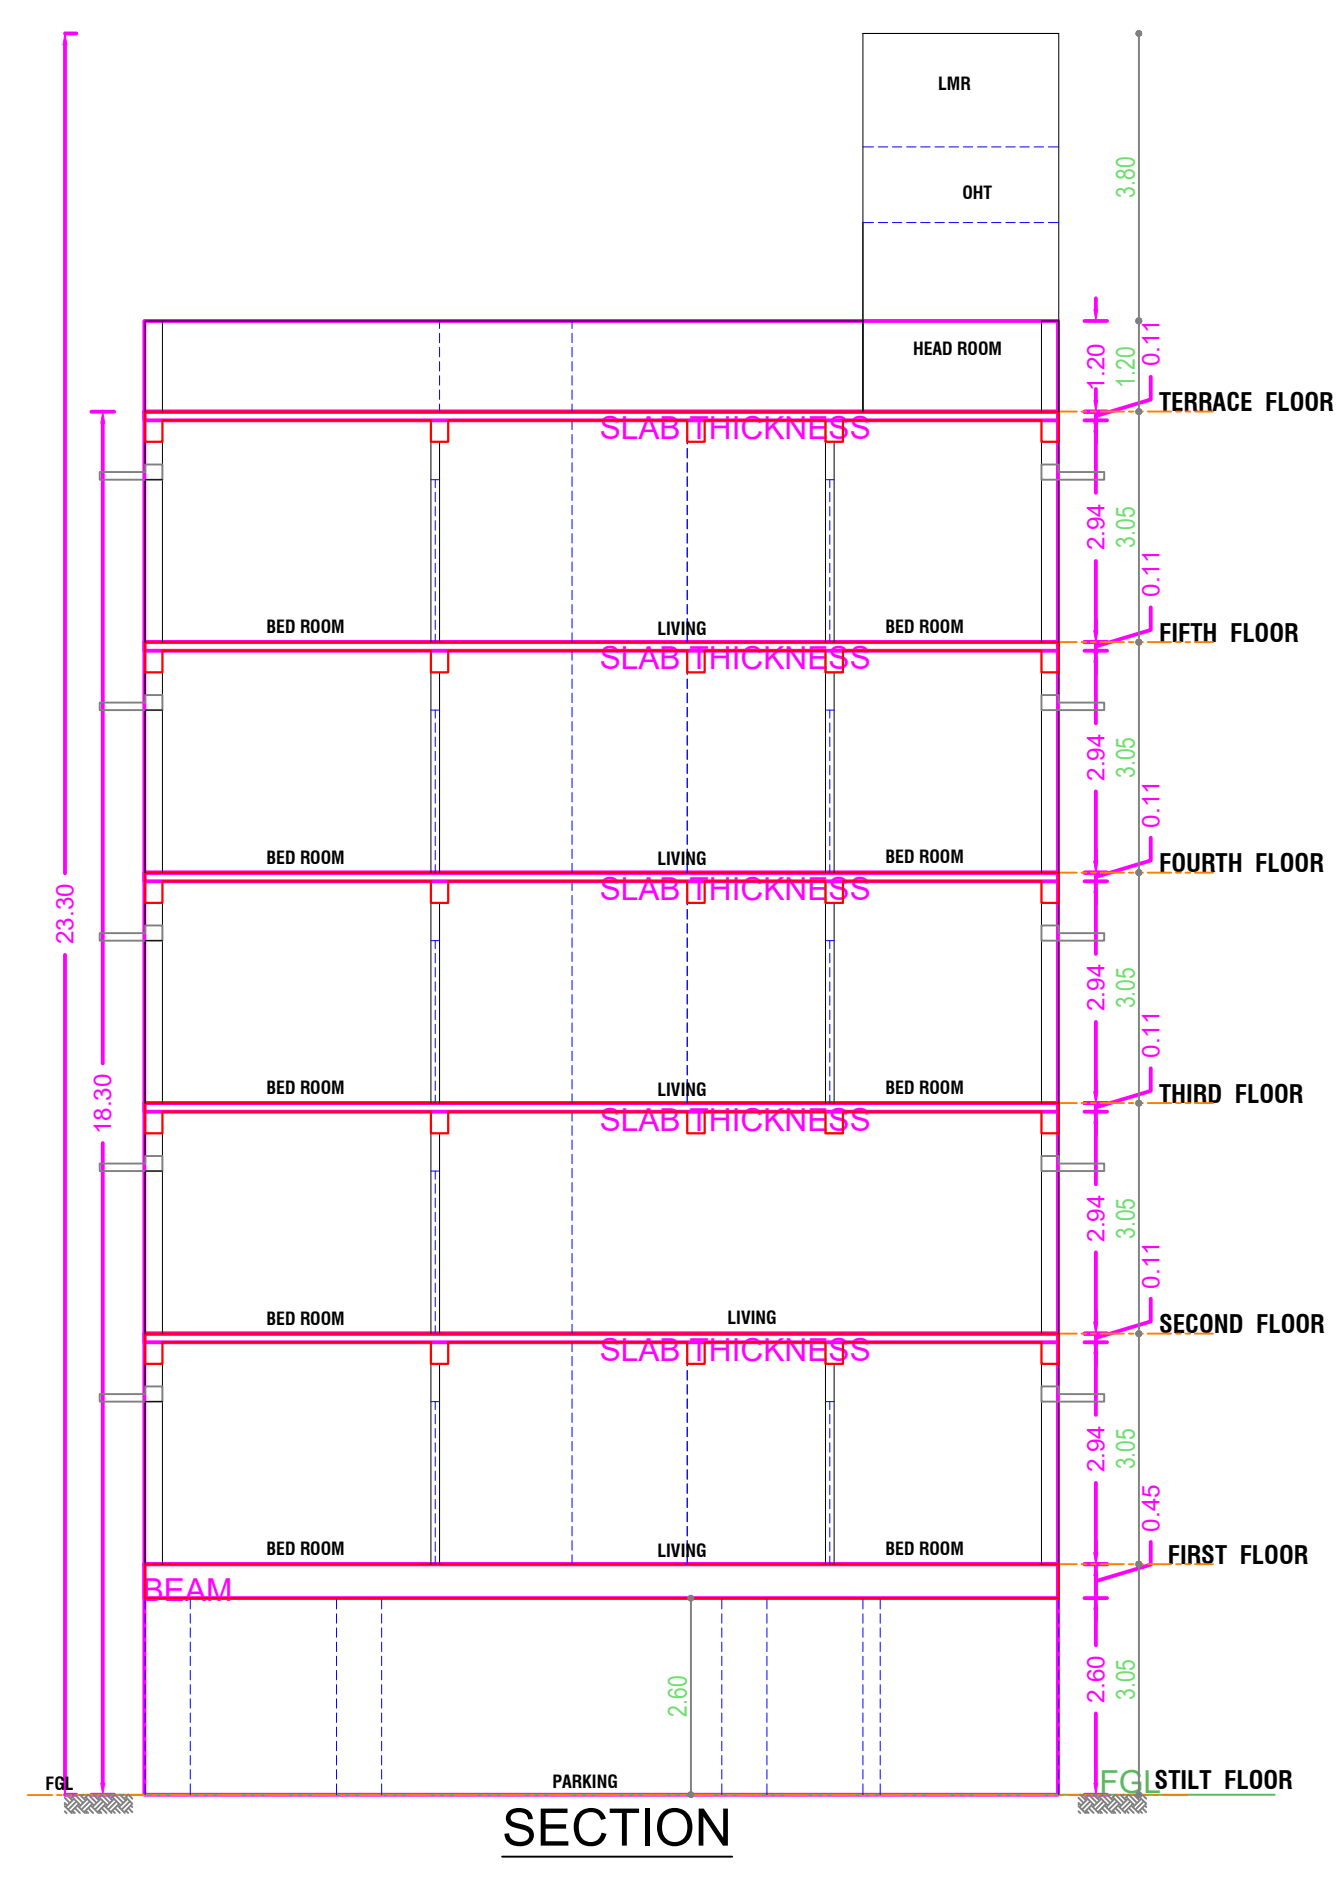 LMR
3.80
OHT
HEAD ROOM
1.20
1.20
0.11
TERRACE FLOOR
SLAB THICKNESS
2.94
3.05
0.11
BED ROOM
LIVING
BED ROOM
FIFTH FLOOR
SLAB THICKNESS
2.94
3.05
0.11
BED ROOM
LIVING
BED ROOM
FOURTH FLOOR
SLAB THICKNESS
23.30
2.94
3.05
0.11
18.30
BED ROOM
LIVING
BED ROOM
THIRD FLOOR
SLAB THICKNESS
2.94
3.05
0.11
BED ROOM
LIVING
SECOND FLOOR
SLAB THICKNESS
2.94
3.05
0.45
BED ROOM
LIVING
BED ROOM
FIRST FLOOR
BEAM
2.60
2.60
3.05
FGL
PARKING
FGL
STILT FLOOR
SECTION